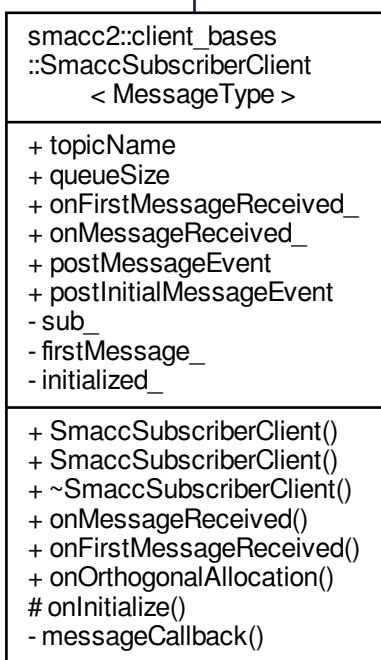 smacc2::client_bases
::SmaccSubscriberClient
< MessageType >
+ topicName
+ queueSize
+ onFirstMessageReceived_
+ onMessageReceived_
+ postMessageEvent
+ postInitialMessageEvent
- sub_
- firstMessage_
- initialized_
+ SmaccSubscriberClient()
+ SmaccSubscriberClient()
+ ~SmaccSubscriberClient()
+ onMessageReceived()
+ onFirstMessageReceived()
+ onOrthogonalAllocation()
# onInitialize()
- messageCallback()